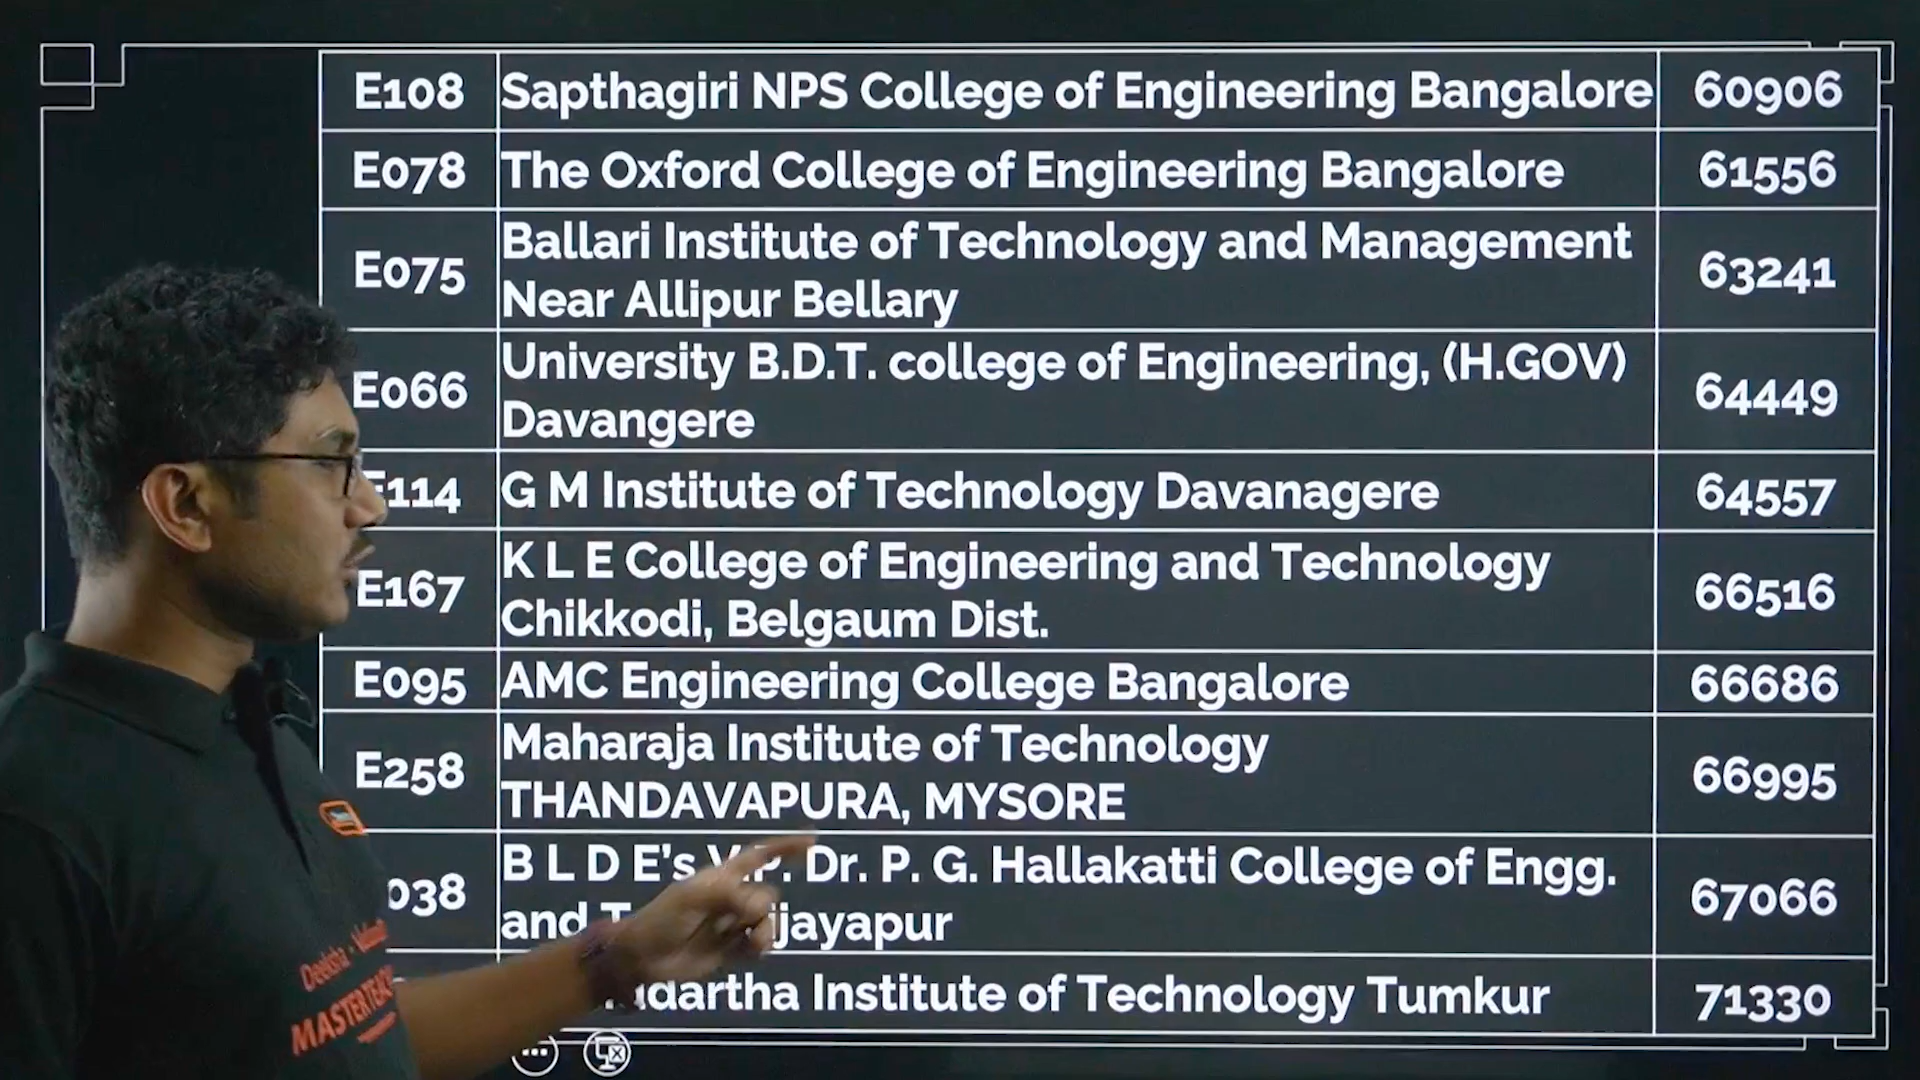 E108 Sapthagiri NPS College of Engineering Bangalore 60906
E078 The Oxford College of Engineering Bangalore 61556
E075 Ballari Institute of Technology and Management 63241
Near Allipur Bellary
E066 University B.D.T. college of Engineering, (H.GOV) 64449
Davangere
E114 G M Institute of Technology Davanagere 64557
E167 K L E College of Engineering and Technology 66516
Chikkodi, Belgaum Dist.
E095 AMC Engineering College Bangalore 66686
E258 Maharaja Institute of Technology 66995
THANDAVAPURA, MYSORE
038 B L D E's V.P. Dr. P. G. Hallakatti College of Engg. 67066
and
Institute of Technology Tumkur 71330
Deeksha
MASTER